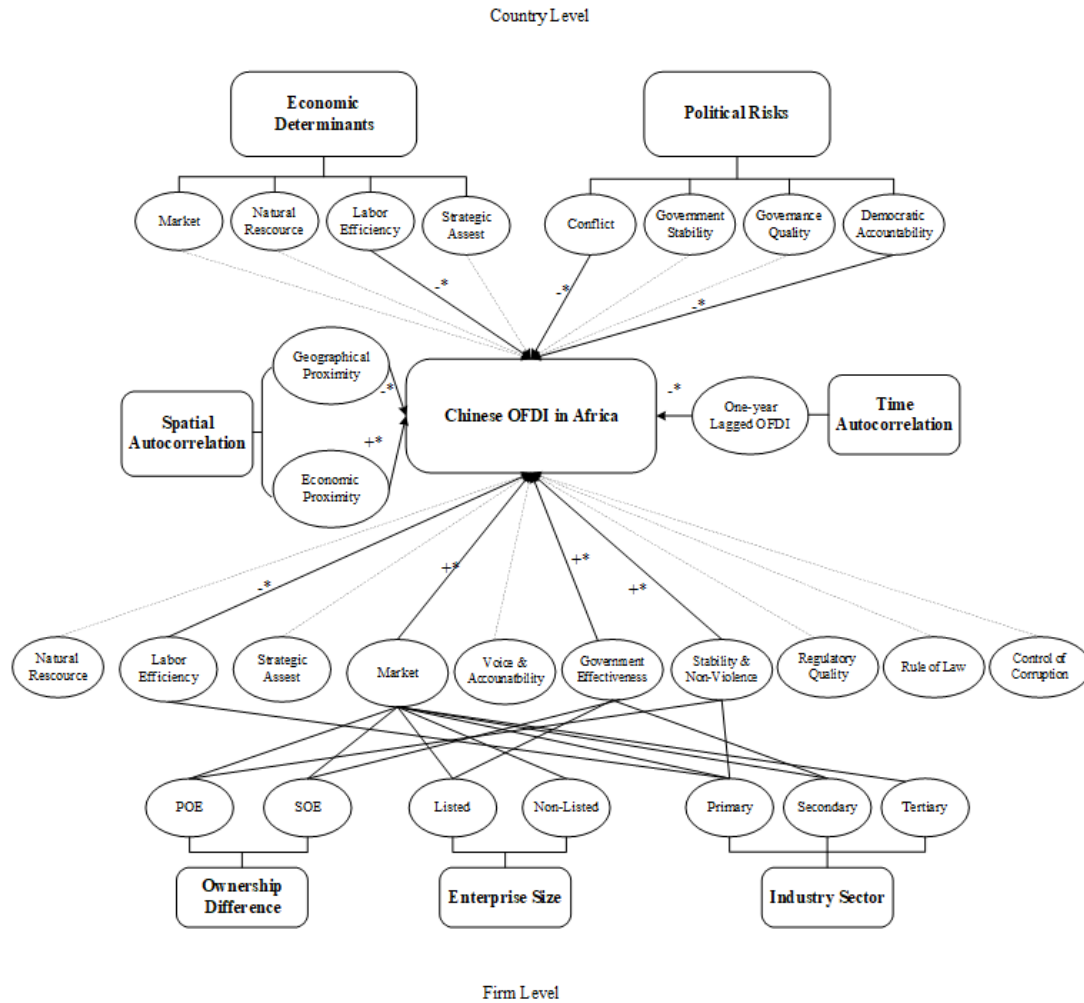 Country Level
Economic
Determinants
Political Risks
Market
Natural
Rescource
Labor
Efficiency
Strategic
Assest
Conflict
Government
Stability
Governance
Quality
Democratic
Accountability
-*
-*
-*
Geographical
Proximity
-*
Spatial
Autocorrelation
+*
Economic
Proximity
Chinese OFDI in Africa
-*
One-year
Lagged OFDI
Time
Autocorrelation
-*
+*
+*
+*
Natural
Rescource
Labor
Efficiency
Strategic
Assest
Market
Voice &
Accounatbility
Government
Effectiveness
Stability &
Non-Violence
Regulatory
Quality
Rule of Law
Control of
Corruption
POE
SOE
Listed
Non-Listed
Primary
Secondary
Tertiary
Ownership
Difference
Enterprise Size
Industry Sector
Firm Level